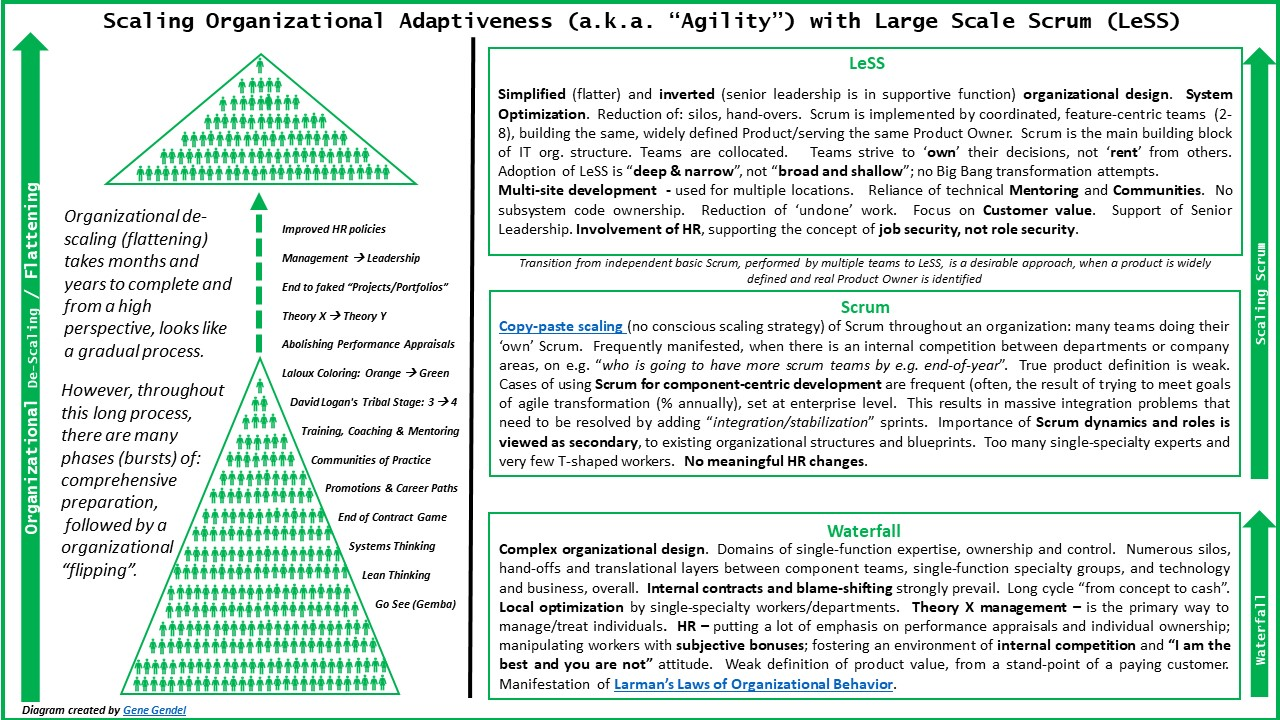 Scaling Organizational Adaptiveness (a.k.a. “Agility”) with Large Scale Scrum (LeSS)
Organizational De-Scaling / Flattening
Organizational de-
scaling (flattening)
takes months and
years to complete and
from a high
perspective, looks like
a gradual process.
However, throughout
this long process,
there are many
phases (bursts) of:
comprehensive
preparation,
followed by a
organizational
“flipping”.
Improved HR policies
Management → Leadership
End to faked “Projects/Portfolios”
Theory X → Theory Y
Abolishing Performance Appraisals
Laloux Coloring: Orange → Green
David Logan's Tribal Stage: 3 → 4
Training, Coaching & Mentoring
Communities of Practice
Promotions & Career Paths
End of Contract Game
Systems Thinking
Lean Thinking
Go See (Gemba)
Diagram created by Gene Gendel
LeSS
Simplified (flatter) and inverted (senior leadership is in supportive function) organizational design. System
Optimization. Reduction of: silos, hand-overs. Scrum is implemented by coordinated, feature-centric teams (2-
8), building the same, widely defined Product/serving the same Product Owner. Scrum is the main building block
of IT org. structure. Teams are collocated. Teams strive to ‘own’ their decisions, not ‘rent’ from others.
Adoption of LeSS is “deep & narrow”, not “broad and shallow”; no Big Bang transformation attempts.
Multi-site development - used for multiple locations. Reliance of technical Mentoring and Communities. No
subsystem code ownership. Reduction of ‘undone’ work. Focus on Customer value. Support of Senior
Leadership. Involvement of HR, supporting the concept of job security, not role security.
Transition from independent basic Scrum, performed by multiple teams to LeSS, is a desirable approach, when a product is widely
defined and real Product Owner is identified
Scrum
Copy-paste scaling (no conscious scaling strategy) of Scrum throughout an organization: many teams doing their
‘own’ Scrum. Frequently manifested, when there is an internal competition between departments or company
areas, on e.g. “who is going to have more scrum teams by e.g. end-of-year”. True product definition is weak.
Cases of using Scrum for component-centric development are frequent (often, the result of trying to meet goals
of agile transformation (% annually), set at enterprise level. This results in massive integration problems that
need to be resolved by adding “integration/stabilization” sprints. Importance of Scrum dynamics and roles is
viewed as secondary, to existing organizational structures and blueprints. Too many single-specialty experts and
very few T-shaped workers. No meaningful HR changes.
Scaling Scrum
Waterfall
Complex organizational design. Domains of single-function expertise, ownership and control. Numerous silos,
hand-offs and translational layers between component teams, single-function specialty groups, and technology
and business, overall. Internal contracts and blame-shifting strongly prevail. Long cycle “from concept to cash”.
Local optimization by single-specialty workers/departments. Theory X management – is the primary way to
manage/treat individuals. HR – putting a lot of emphasis on performance appraisals and individual ownership;
manipulating workers with subjective bonuses; fostering an environment of internal competition and “I am the
best and you are not” attitude. Weak definition of product value, from a stand-point of a paying customer.
Manifestation of Larman’s Laws of Organizational Behavior.
Waterfall